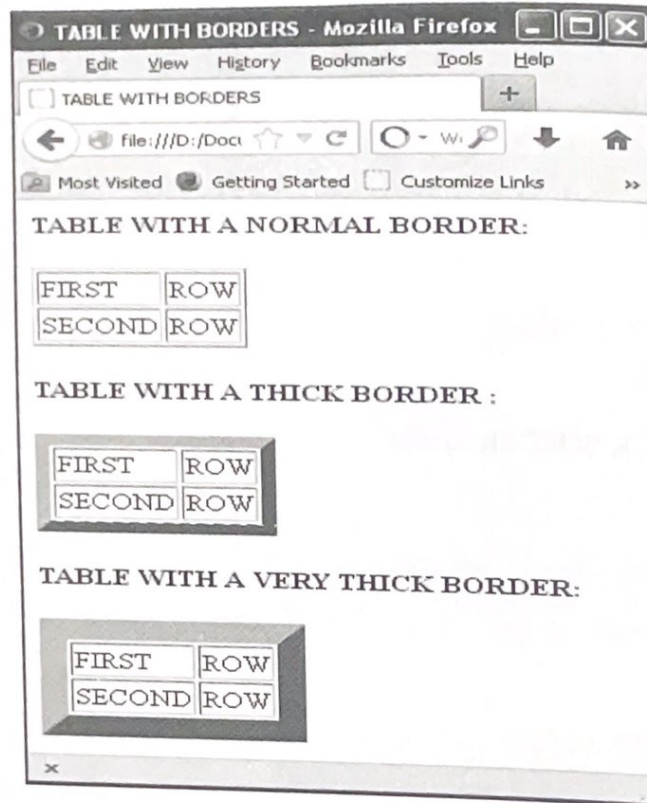 TABLE WITH BORDERS - Mozilla Firefox
File Edit View History Bookmarks Tools Help
TABLE WITH BORDERS +
file:///D:/Docu W
Most Visited Getting Started Customize Links »
TABLE WITH A NORMAL BORDER:
FIRST ROW
SECOND ROW
TABLE WITH A THICK BORDER :
FIRST ROW
SECOND ROW
TABLE WITH A VERY THICK BORDER:
FIRST ROW
SECOND ROW
×